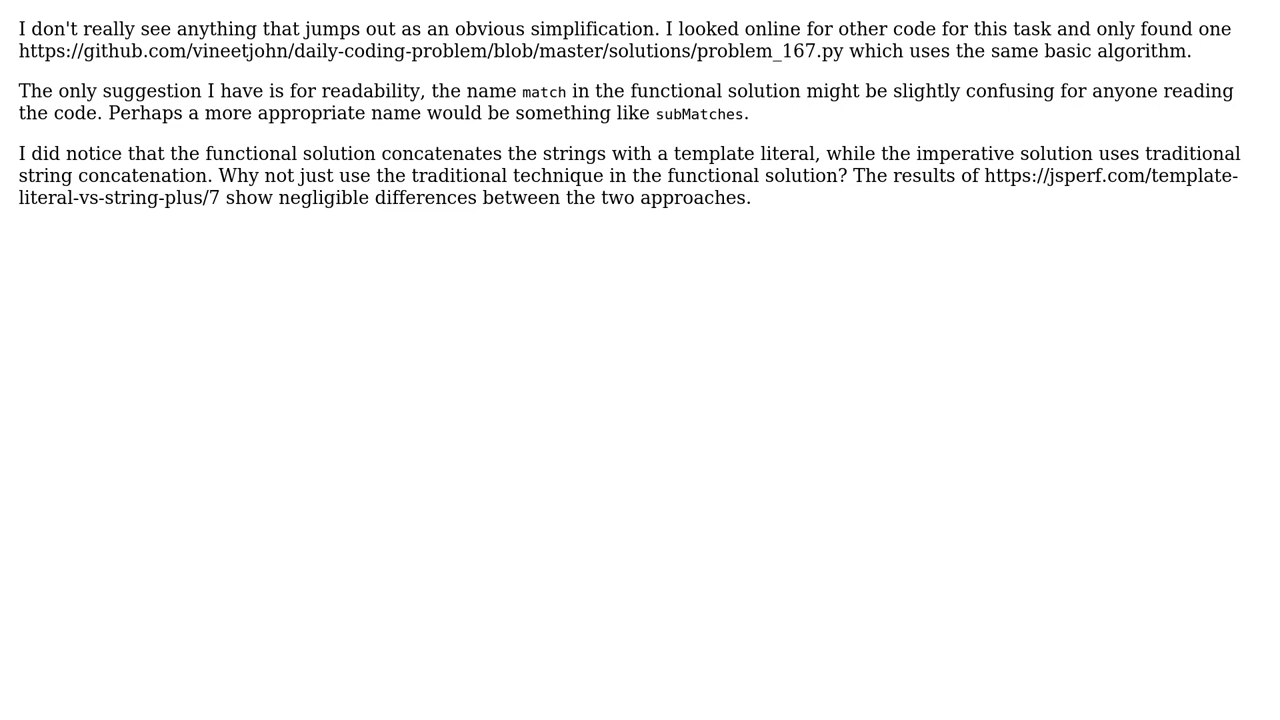 I don't really see anything that jumps out as an obvious simplification. I looked online for other code for this task and only found one
https://github.com/vineetjohn/daily-coding-problem/blob/master/solutions/problem_167.py which uses the same basic algorithm.
The only suggestion I have is for readability, the name match in the functional solution might be slightly confusing for anyone reading
the code. Perhaps a more appropriate name would be something like subMatches.
I did notice that the functional solution concatenates the strings with a template literal, while the imperative solution uses traditional
string concatenation. Why not just use the traditional technique in the functional solution? The results of https://jsperf.com/template-
literal-vs-string-plus/7 show negligible differences between the two approaches.